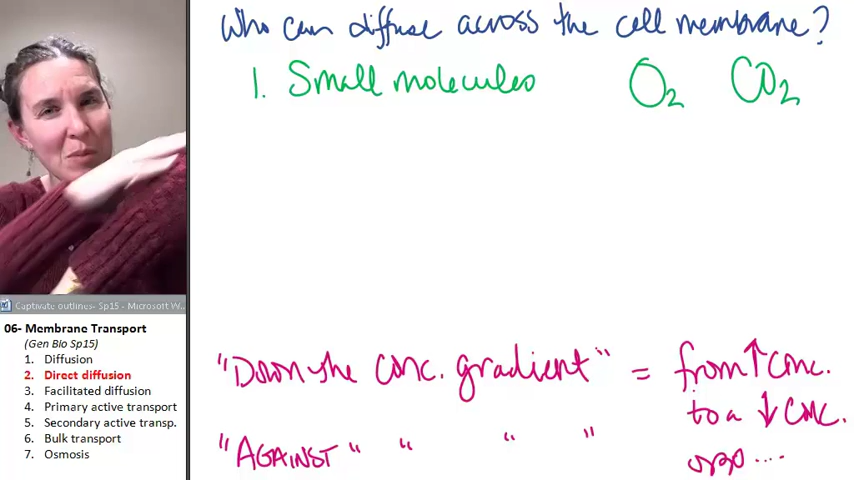 Who can diffuse across the cell membrane?
1. Small molecules O₂ CO₂
Captivate outlines- Sp15 - Microsoft W.
06- Membrane Transport
(Gen Bio Sp15)
1. Diffusion
2. Direct diffusion
3. Facilitated diffusion
4. Primary active transport
5. Secondary active transp.
6. Bulk transport
7. Osmosis
"Down the conc. gradient" = from ↑ conc.
to a ↓ conc.
"AGAINST " " " "